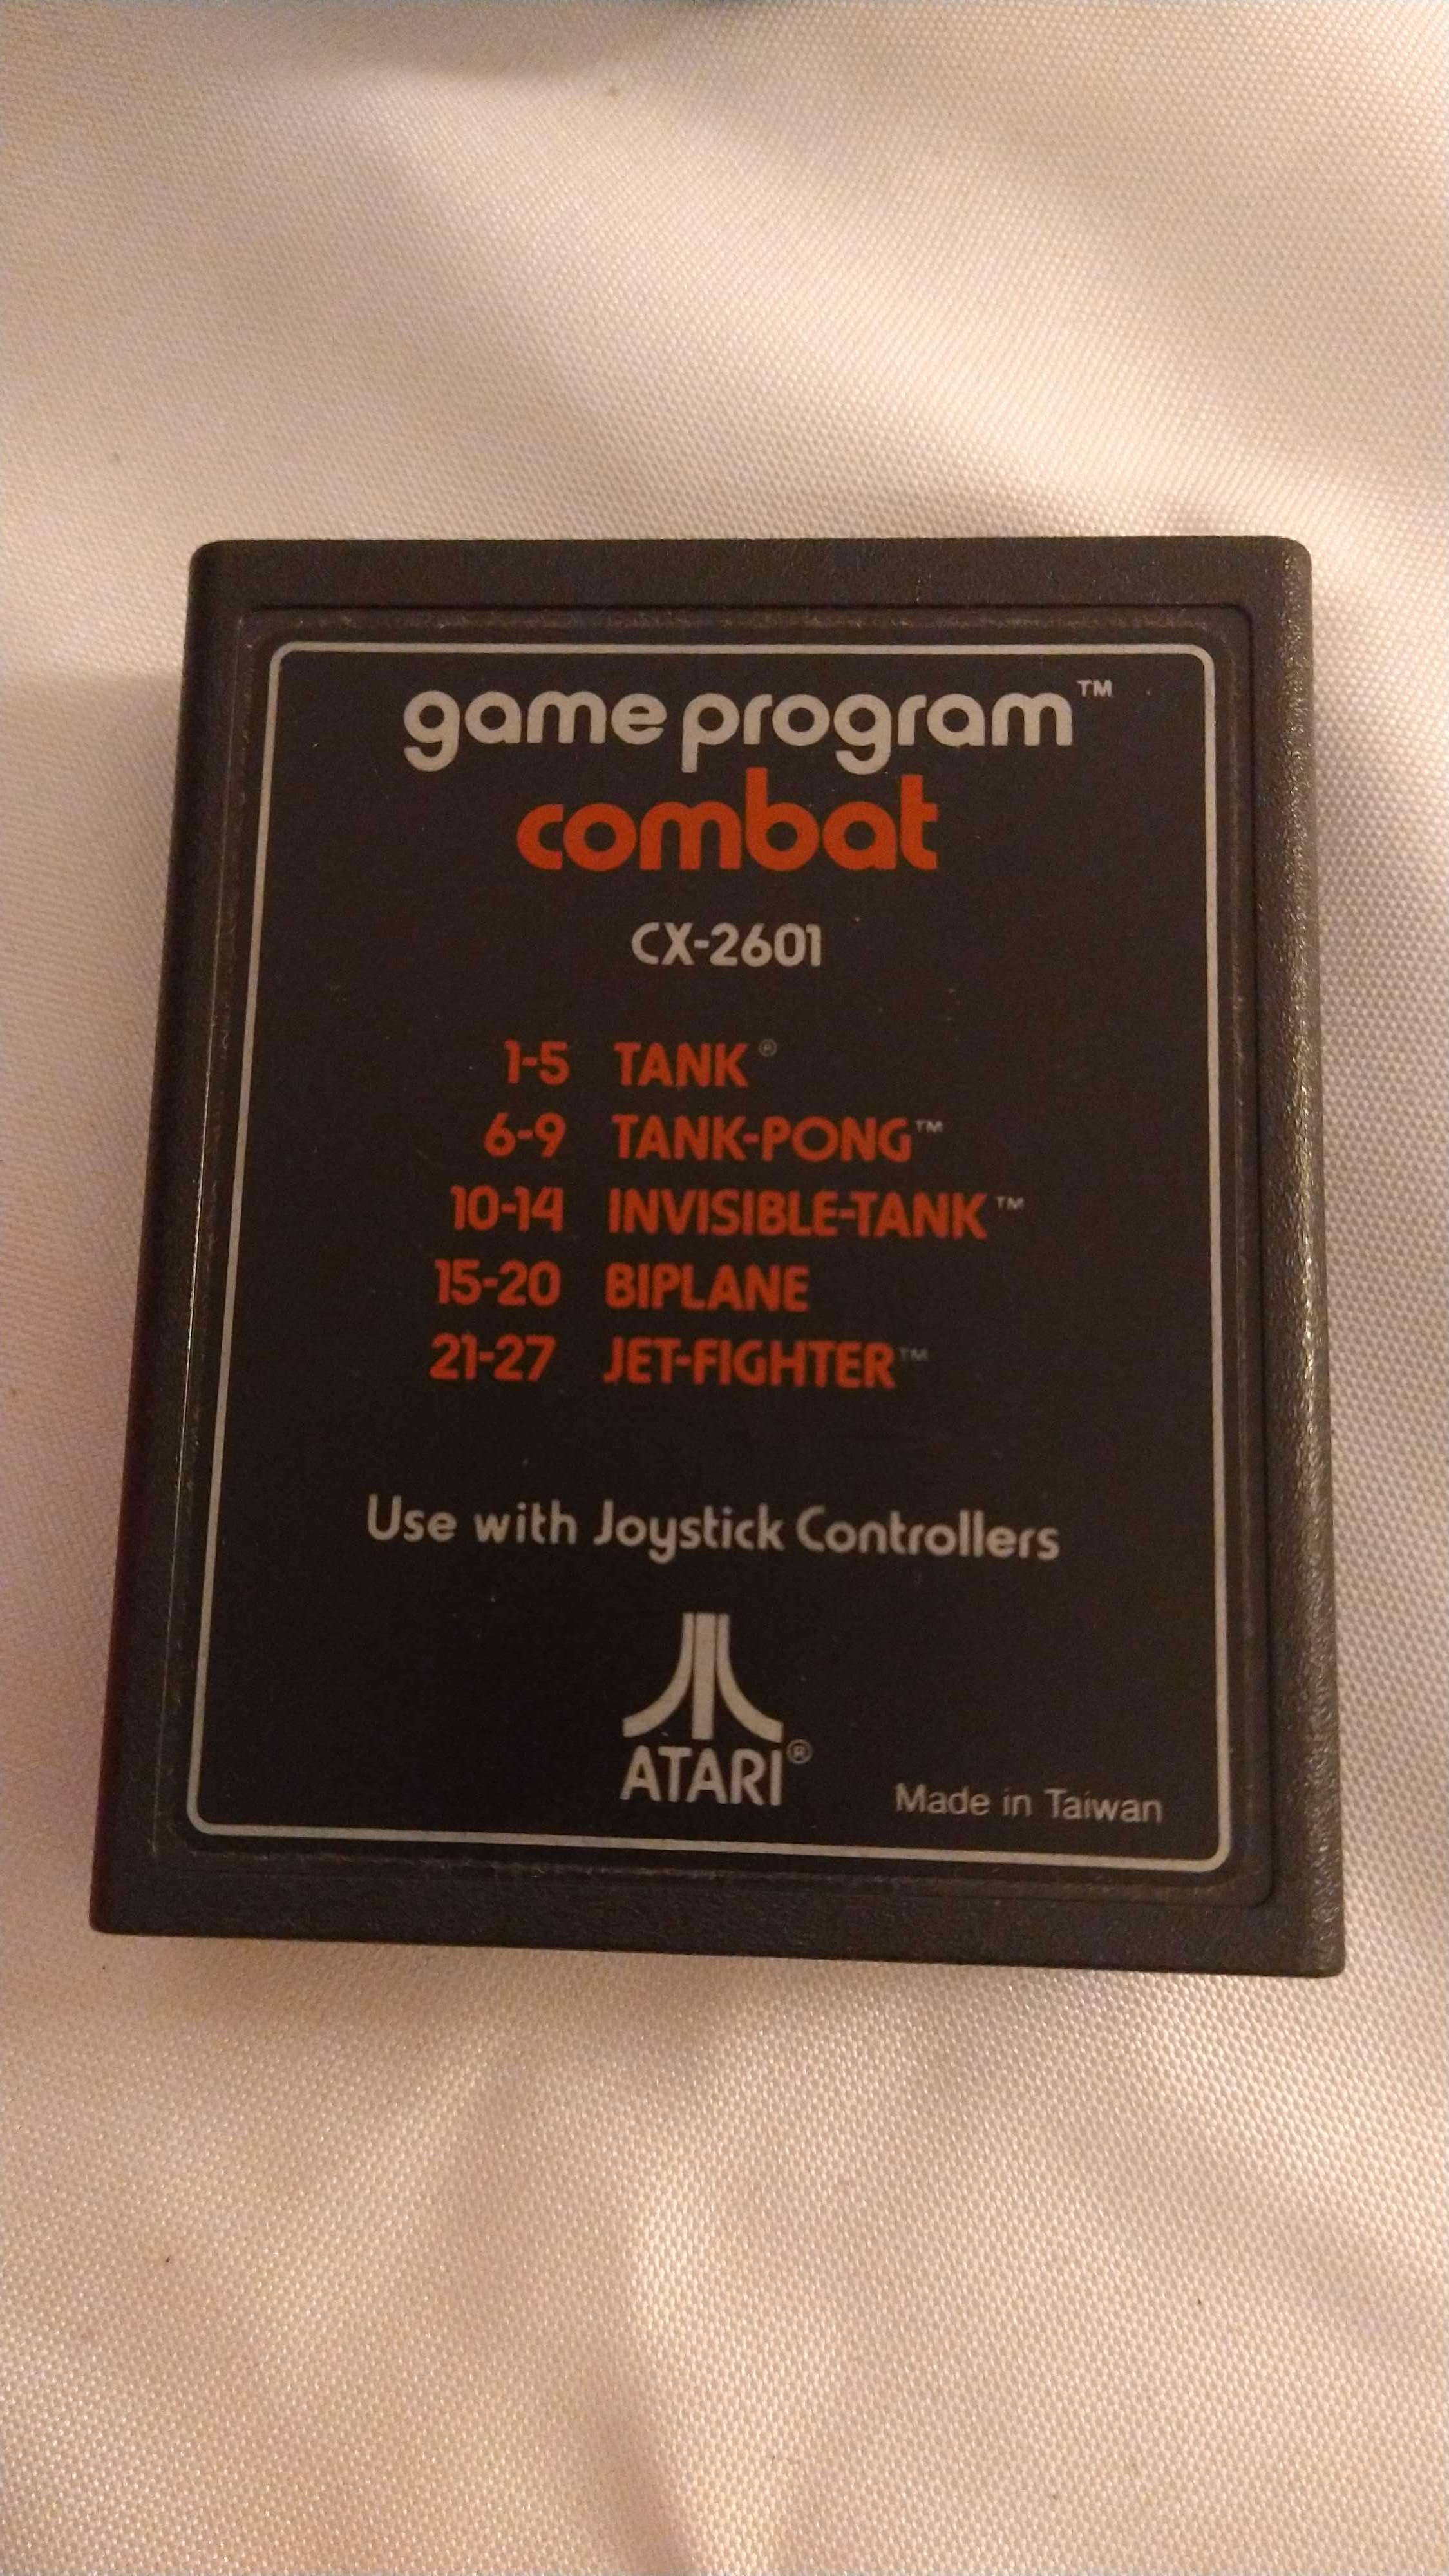 game program™
combat
CX-2601
1-5 TANK®
6-9 TANK-PONG™
10-14 INVISIBLE-TANK™
15-20 BIPLANE
21-27 JET-FIGHTER™
Use with Joystick Controllers
ATARI®
Made in Taiwan